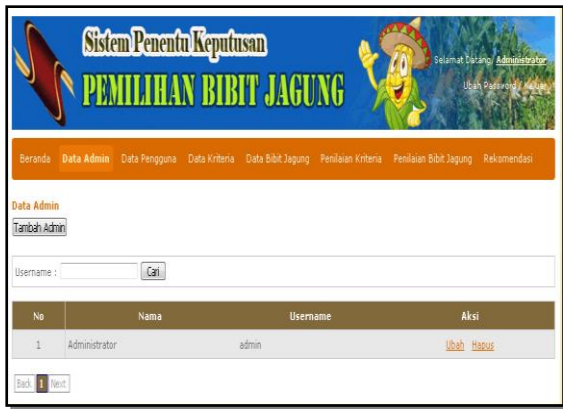 Sistem Penentu Keputusan
PEMILIHAN BIBIT JAGUNG
Selamat Datang, Administrator
Ubah Password / Keluar
Beranda Data Admin Data Pengguna Data Kriteria Data Bibit Jagung Penilaian Kriteria Penilaian Bibit Jagung Rekomendasi
Data Admin
Tambah Admin
Username : Cari
No Nama Username Aksi
1 Administrator admin Ubah Hapus
Back 1 Next